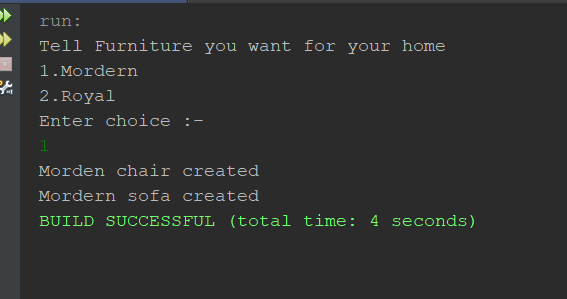 run:
Tell Furniture you want for your home
1.Mordern
2.Royal
Enter choice :-
1
Morden chair created
Mordern sofa created
BUILD SUCCESSFUL (total time: 4 seconds)